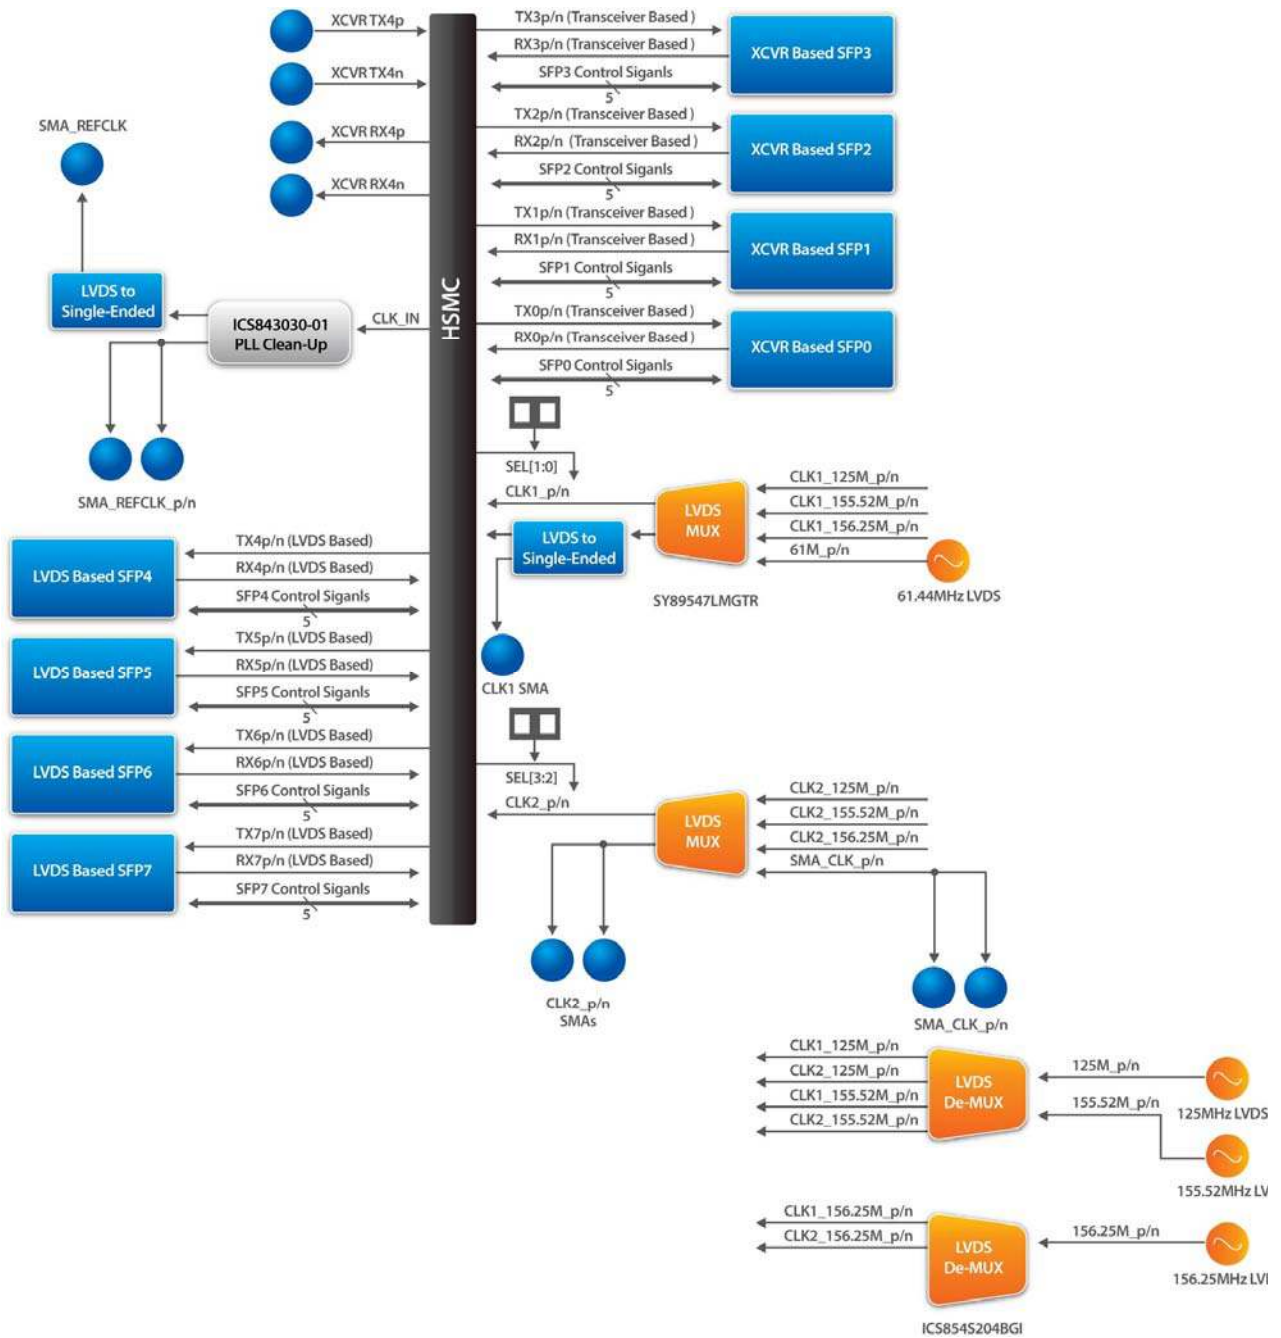 XCVR TX4p
XCVR TX4n
XCVR RX4p
XCVR RX4n
SMA_REFCLK
LVDS to
Single-Ended
ICS843030-01
PLL Clean-Up
CLK_IN
SMA_REFCLK_p/n
HSMC
TX3p/n (Transceiver Based )
RX3p/n (Transceiver Based )
SFP3 Control Siganls
5
XCVR Based SFP3
TX2p/n (Transceiver Based )
RX2p/n (Transceiver Based )
SFP2 Control Siganls
5
XCVR Based SFP2
TX1p/n (Transceiver Based )
RX1p/n (Transceiver Based )
SFP1 Control Siganls
5
XCVR Based SFP1
TX0p/n (Transceiver Based )
RX0p/n (Transceiver Based )
SFP0 Control Siganls
5
XCVR Based SFP0
SEL[1:0]
CLK1_p/n
LVDS
MUX
CLK1_125M_p/n
CLK1_155.52M_p/n
CLK1_156.25M_p/n
61M_p/n
LVDS to
Single-Ended
SY89547LMGTR
61.44MHz LVDS
CLK1 SMA
LVDS Based SFP4
TX4p/n (LVDS Based)
RX4p/n (LVDS Based)
SFP4 Control Siganls
5
LVDS Based SFP5
TX5p/n (LVDS Based)
RX5p/n (LVDS Based)
SFP5 Control Siganls
5
LVDS Based SFP6
TX6p/n (LVDS Based)
RX6p/n (LVDS Based)
SFP6 Control Siganls
5
LVDS Based SFP7
TX7p/n (LVDS Based)
RX7p/n (LVDS Based)
SFP7 Control Siganls
5
SEL[3:2]
CLK2_p/n
LVDS
MUX
CLK2_125M_p/n
CLK2_155.52M_p/n
CLK2_156.25M_p/n
SMA_CLK_p/n
CLK2_p/n
SMAs
SMA_CLK_p/n
CLK1_125M_p/n
CLK2_125M_p/n
CLK1_155.52M_p/n
CLK2_155.52M_p/n
LVDS
De-MUX
125M_p/n
155.52M_p/n
125MHz LVDS
155.52MHz LV
CLK1_156.25M_p/n
CLK2_156.25M_p/n
LVDS
De-MUX
156.25M_p/n
156.25MHz LV
ICS854S204BGI